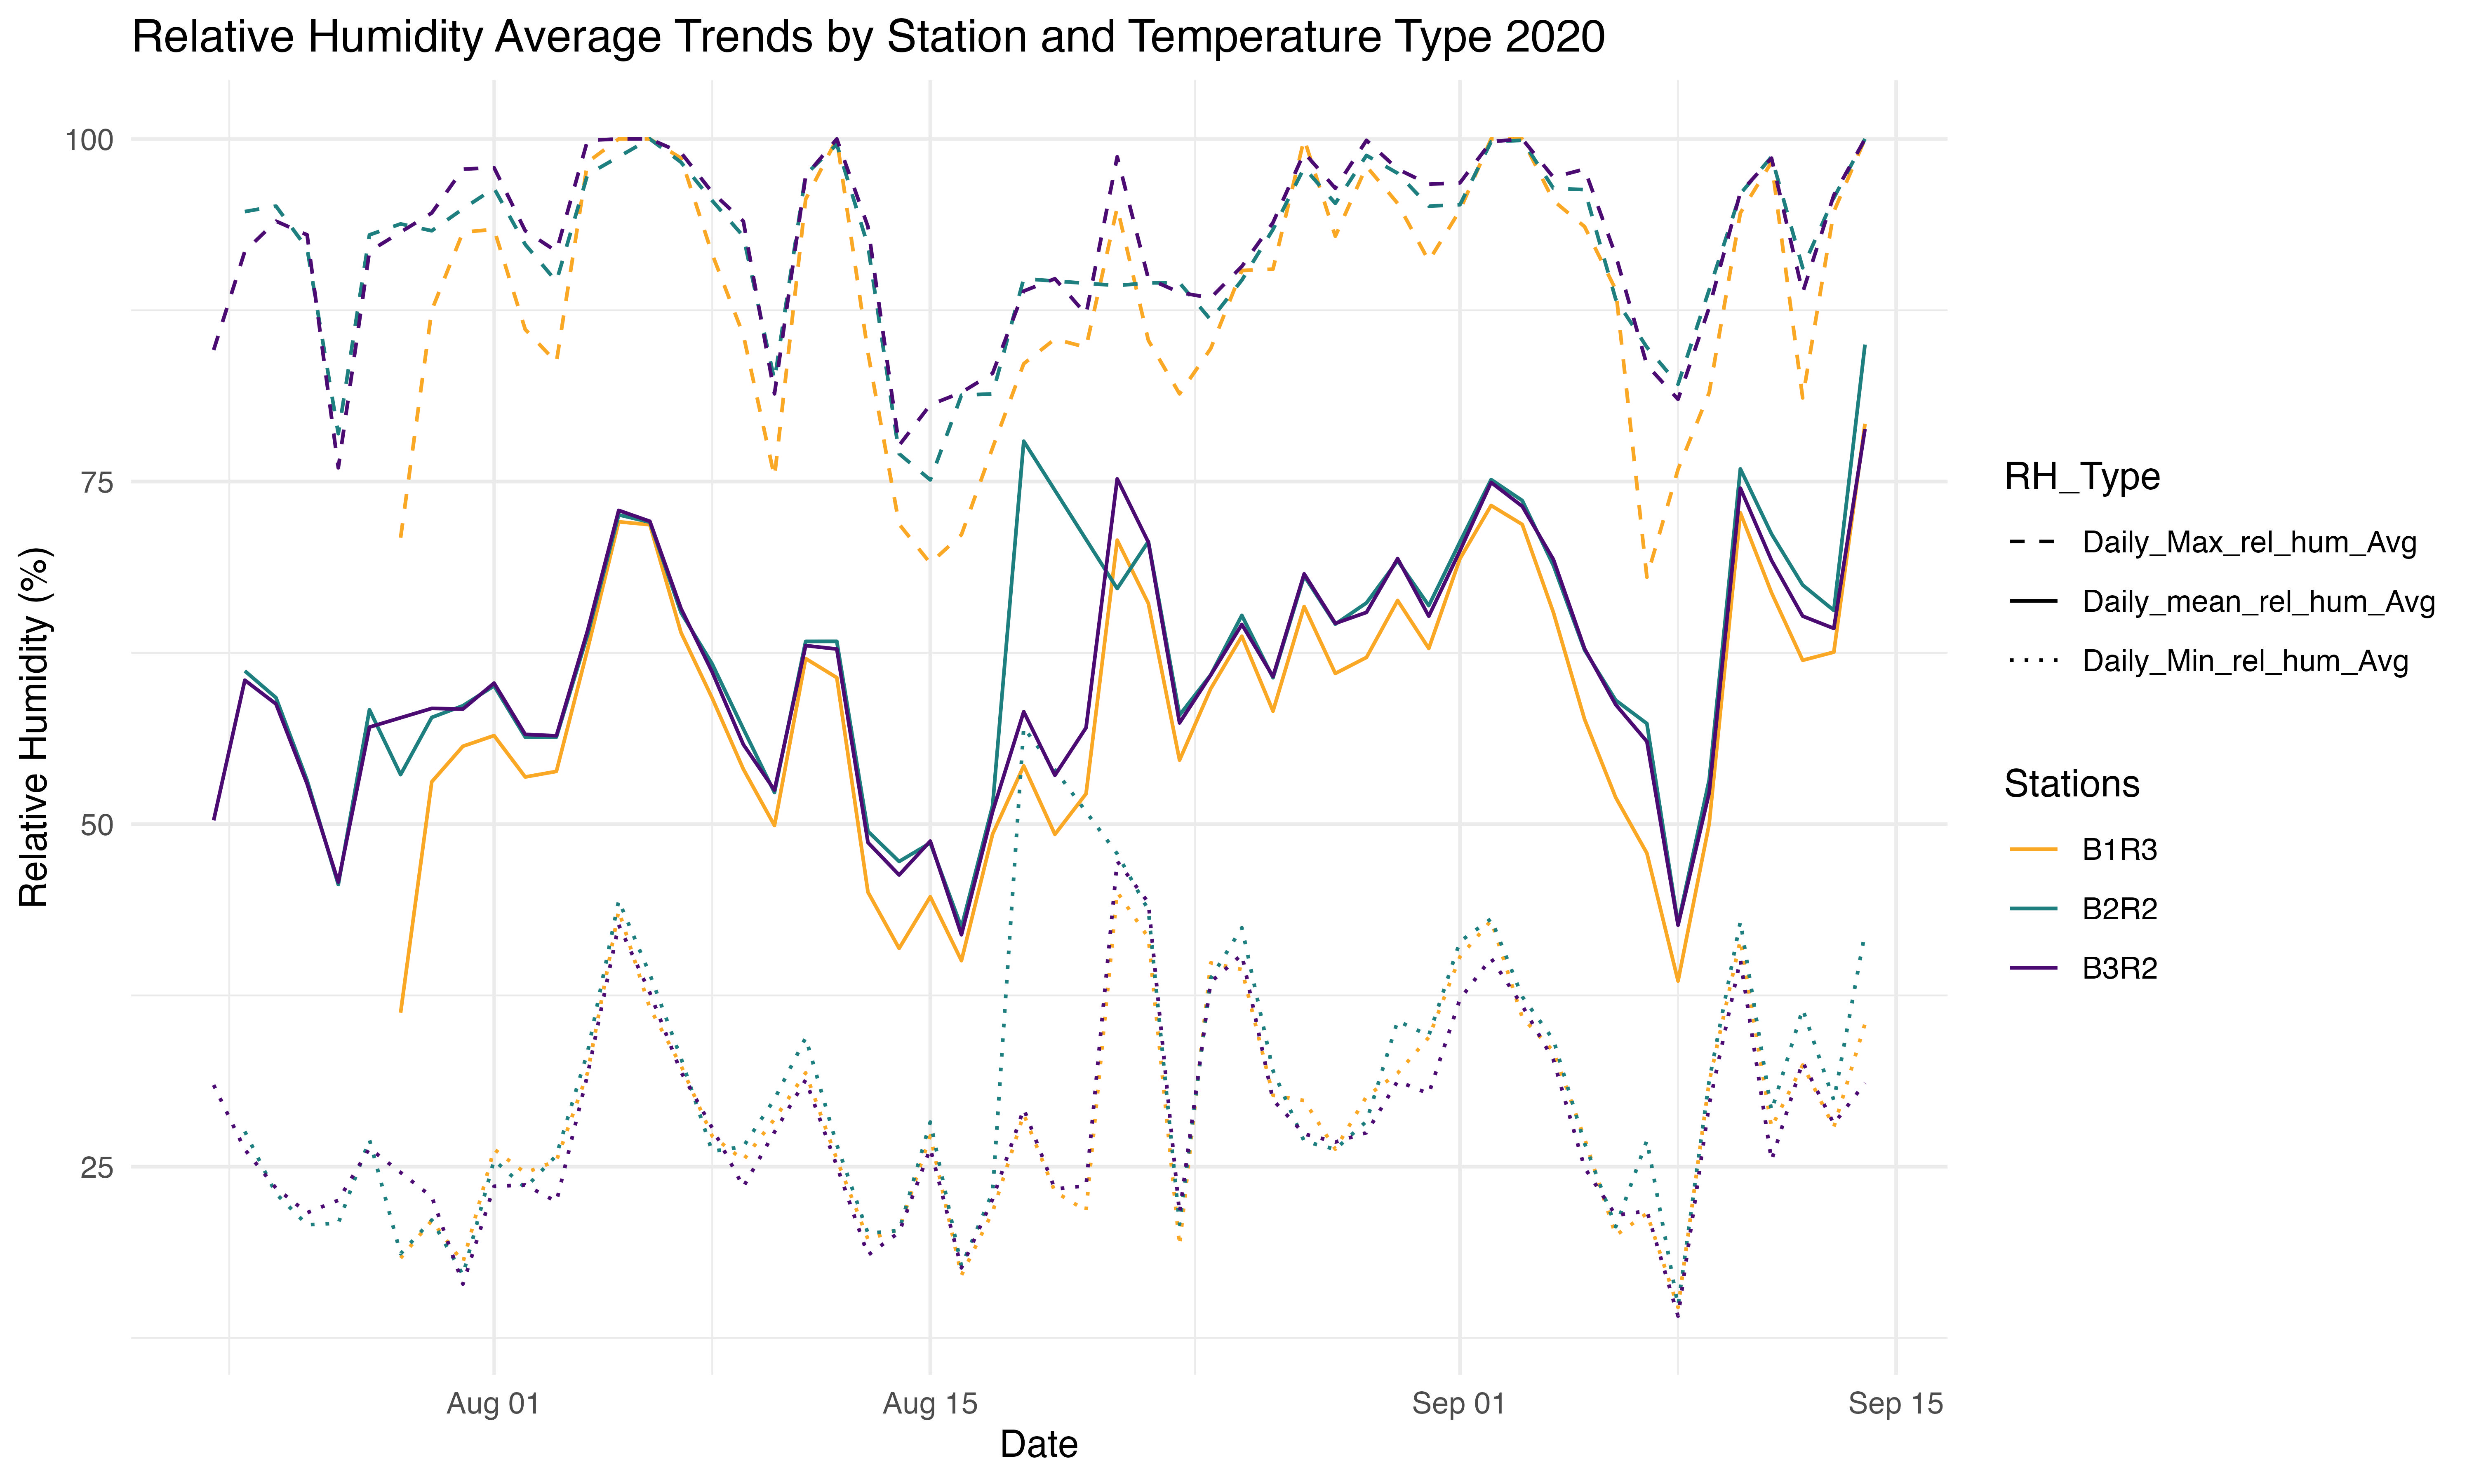 Relative Humidity Average Trends by Station and Temperature Type 2020
100
75
50
25
Relative Humidity (%)
Aug 01
Aug 15
Sep 01
Sep 15
Date
RH_Type
Daily_Max_rel_hum_Avg
Daily_mean_rel_hum_Avg
Daily_Min_rel_hum_Avg
Stations
B1R3
B2R2
B3R2